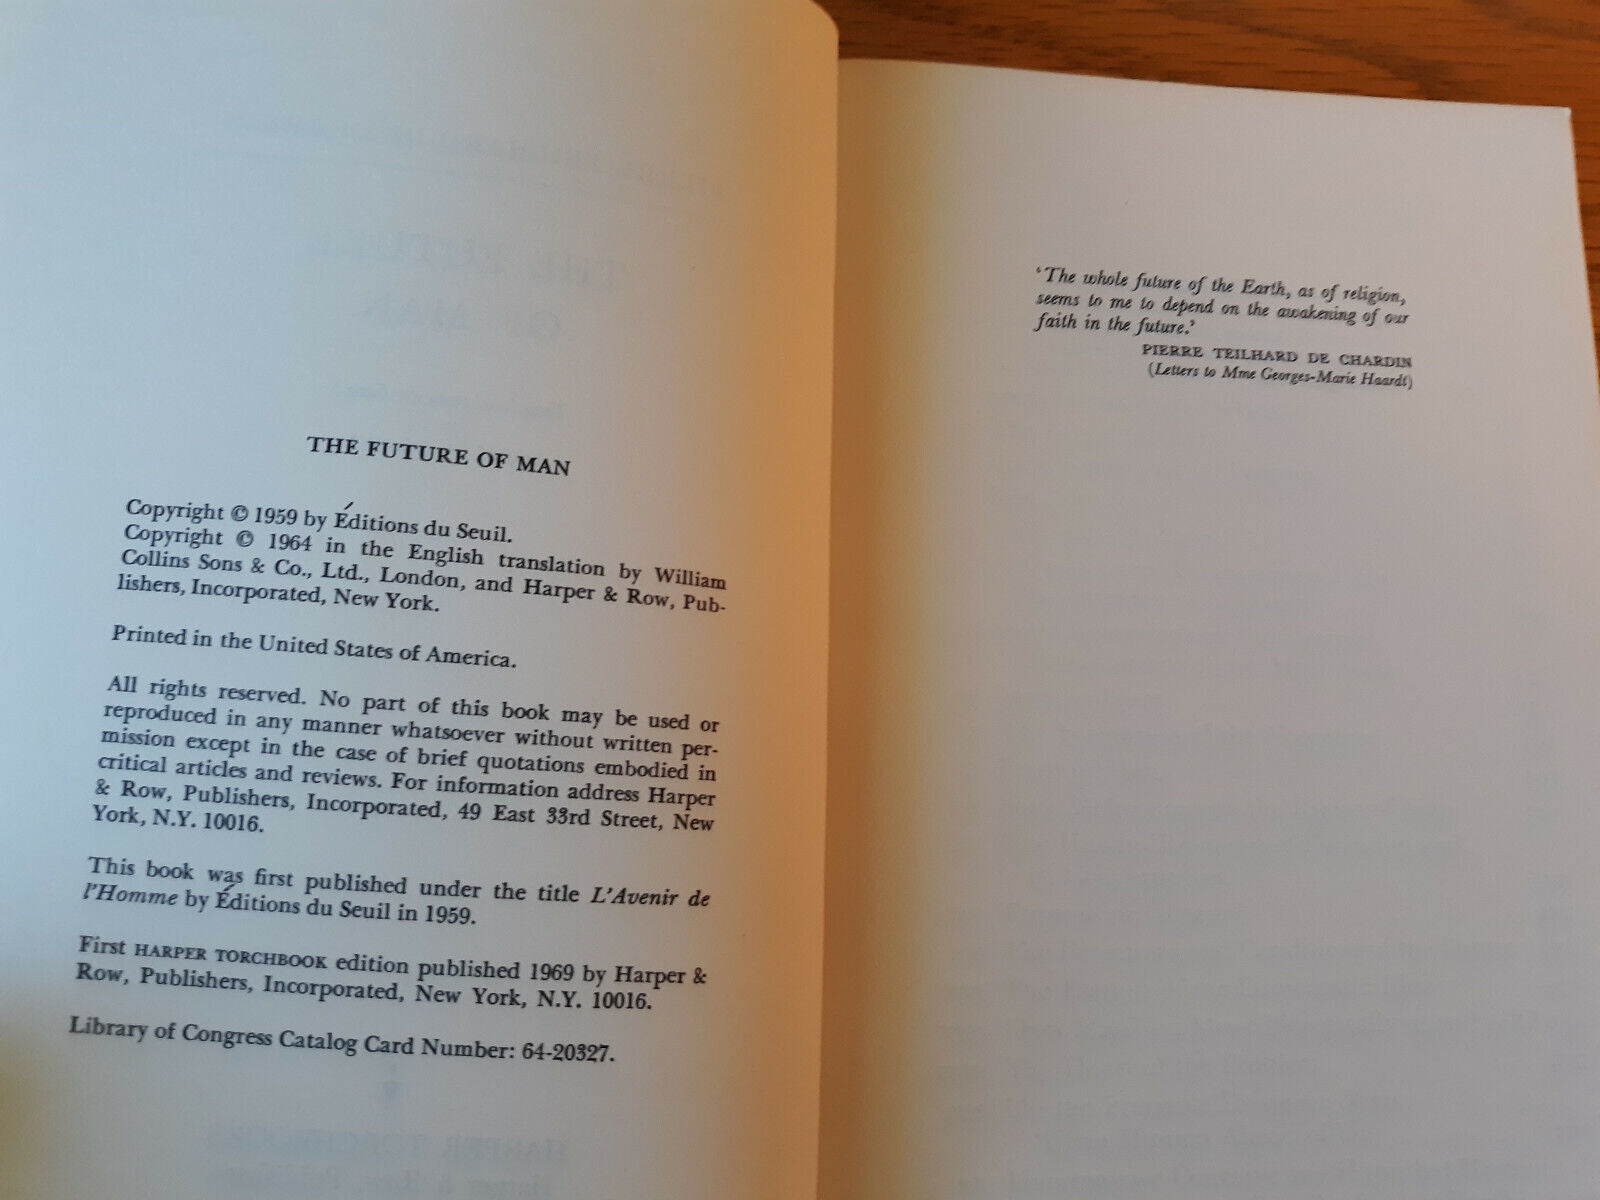 THE FUTURE OF MAN
Copyright © 1959 by Éditions du Seuil.
Copyright © 1964 in the English translation by William
Collins Sons & Co., Ltd., London, and Harper & Row, Pub-
lishers, Incorporated, New York.
Printed in the United States of America.
All rights reserved. No part of this book may be used or
reproduced in any manner whatsoever without written per-
mission except in the case of brief quotations embodied in
critical articles and reviews. For information address Harper
& Row, Publishers, Incorporated, 49 East 33rd Street, New
York, N.Y. 10016.
This book was first published under the title L'Avenir de
l'Homme by Éditions du Seuil in 1959.
First HARPER TORCHBOOK edition published 1969 by Harper &
Row, Publishers, Incorporated, New York, N.Y. 10016.
Library of Congress Catalog Card Number: 64-20327.
'The whole future of the Earth, as of religion,
seems to me to depend on the awakening of our
faith in the future.'
PIERRE TEILHARD DE CHARDIN
(Letters to Mme Georges-Marie Haardt)